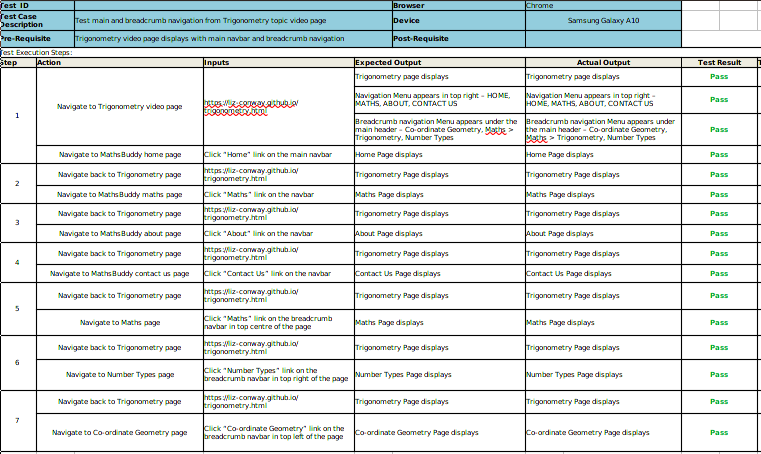 Test ID Browser Chrome
Test Case
Description Test main and breadcrumb navigation from Trigonometry topic video page Device Samsung Galaxy A10
Pre-Requisite Trigonometry video page displays with main navbar and breadcrumb navigation Post-Requisite
Test Execution Steps:
Step Action Inputs Expected Output Actual Output Test Result
1 Navigate to Trigonometry video page https://liz-conway.github.io/
trigonometry.html
Trigonometry page displays Trigonometry page displays Pass
Navigation Menu appears in top right – HOME,
MATHS, ABOUT, CONTACT US
Navigation Menu appears in top right –
HOME, MATHS, ABOUT, CONTACT US
Pass
Breadcrumb navigation Menu appears under the
main header – Co-ordinate Geometry, Maths >
Trigonometry, Number Types
Breadcrumb navigation Menu appears under
the main header – Co-ordinate Geometry,
Maths > Trigonometry, Number Types
Pass
Navigate to MathsBuddy home page Click "Home" link on the main navbar Home Page displays Home Page displays Pass
2 Navigate back to Trigonometry page https://liz-conway.github.io/
trigonometry.html
Trigonometry Page displays Trigonometry Page displays Pass
Navigate to MathsBuddy maths page Click "Maths" link on the navbar Maths Page displays Maths Page displays Pass
3 Navigate back to Trigonometry page https://liz-conway.github.io/
trigonometry.html
Trigonometry Page displays Trigonometry Page displays Pass
Navigate to MathsBuddy about page Click "About" link on the navbar About Page displays About Page displays Pass
4 Navigate back to Trigonometry page https://liz-conway.github.io/
trigonometry.html
Trigonometry Page displays Trigonometry Page displays Pass
Navigate to MathsBuddy contact us page Click "Contact Us" link on the navbar Contact Us Page displays Contact Us Page displays Pass
5 Navigate back to Trigonometry page https://liz-conway.github.io/
trigonometry.html
Trigonometry Page displays Trigonometry Page displays Pass
Navigate to Maths page Click "Maths" link on the breadcrumb
navbar in top centre of the page
Maths Page displays Maths Page displays Pass
6 Navigate back to Trigonometry page https://liz-conway.github.io/
trigonometry.html
Trigonometry Page displays Trigonometry Page displays Pass
Navigate to Number Types page Click "Number Types" link on the
breadcrumb navbar in top right of the page
Number Types Page displays Number Types Page displays Pass
7 Navigate back to Trigonometry page https://liz-conway.github.io/
trigonometry.html
Trigonometry Page displays Trigonometry Page displays Pass
Navigate to Co-ordinate Geometry page Click "Co-ordinate Geometry" link on the
breadcrumb navbar in top left of the page
Co-ordinate Geometry Page displays Co-ordinate Geometry Page displays Pass